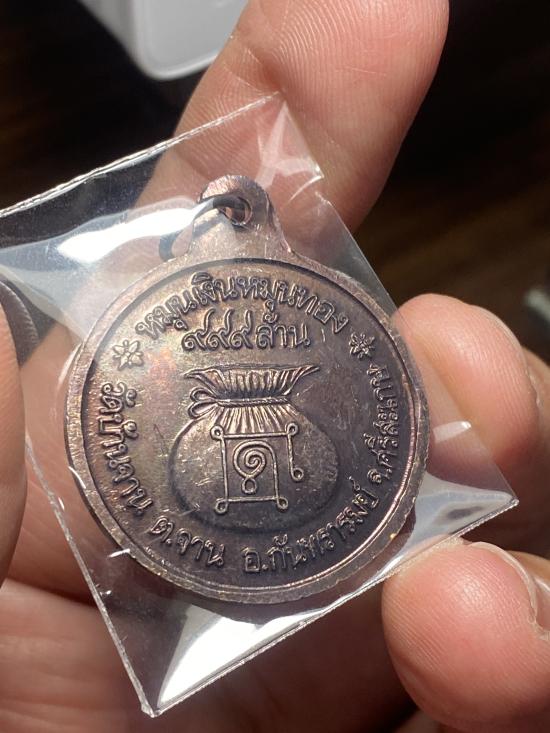 หมุนเงินหมุนทอง
๙๙๙ล้าน
วัดบ้านจาน ต.จาน อ.กันทรารมย์ จ.ศรีสะเกษ